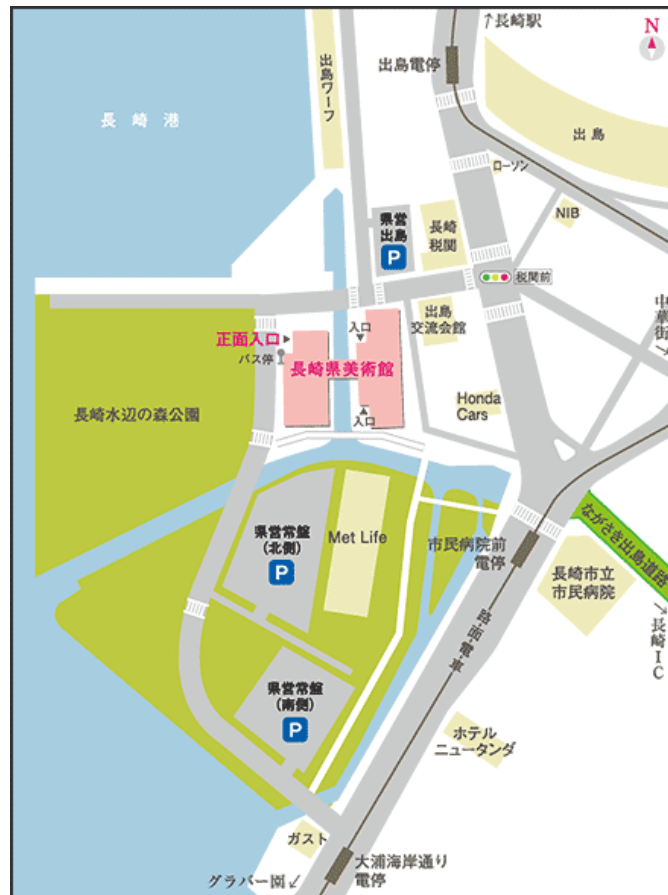 ↑長崎駅
N
出島電停
出島ワーフ
長崎港
出島
ローソン
NIB
県営
出島
P
長崎
税関
税関前
中華街→
出島
交流会館
正面入口
バス停
入口
長崎県美術館
入口
Honda
Cars
長崎水辺の森公園
県営常盤
(北側)
P
Met Life
市民病院前
電停
ながさき出島道路
長崎市立
市民病院
→長崎IC
路・面・電・車
県営常盤
(南側)
P
ホテル
ニュータンダ
ガスト
大浦海岸通り
電停
グラバー園↙